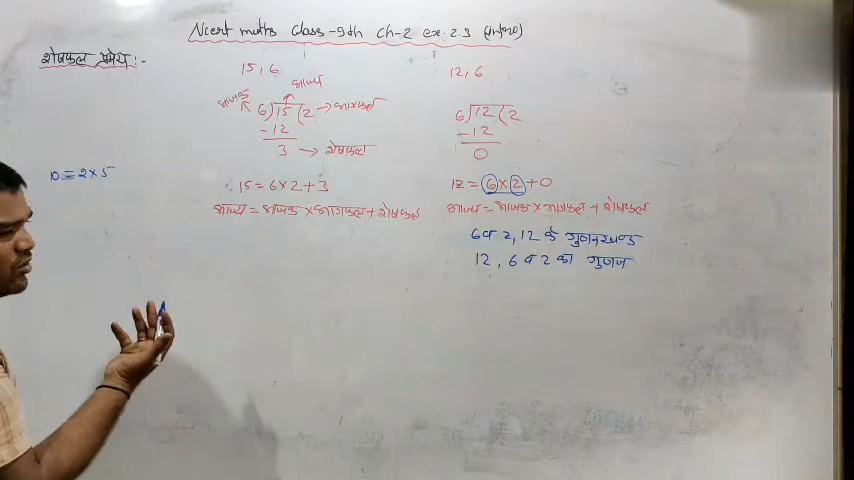 Ncert maths Class-9th ch-2 ex:2.3 (intro)
शेषफल प्रमेय :-
15, 6
भाज्य
भाजक
6)15(2 → भागफल
-12
3 → शेषफल
15 = 6×2+3
भाज्य = भाजक × भागफल + शेषफल
12, 6
6)12(2
-12
0
12 = 6×2+0
भाज्य = भाजक × भागफल + शेषफल
6 व 2, 12 के गुणनखण्ड
12, 6 व 2 का गुणज
10 = 2×5